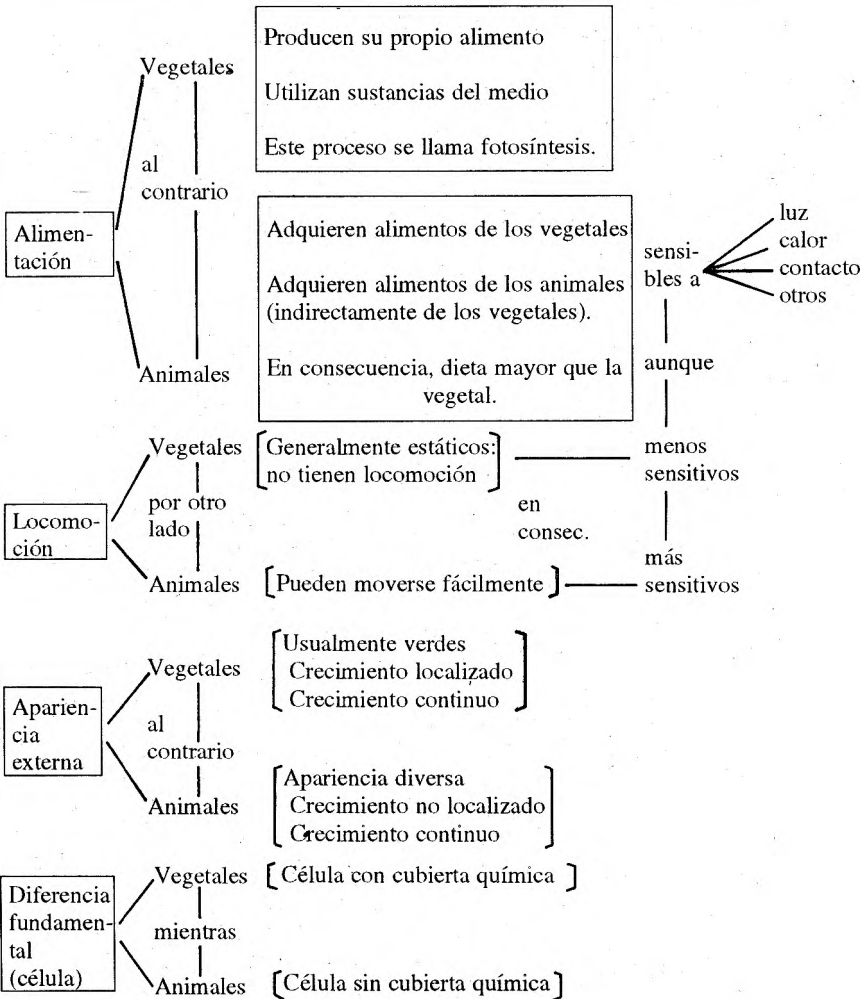 Producen su propio alimento
Vegetales
Utilizan sustancias del medio
Este proceso se llama fotosíntesis.
al
contrario
Alimen-
tación
Adquieren alimentos de los vegetales
Adquieren alimentos de los animales
(indirectamente de los vegetales).
En consecuencia, dieta mayor que la
vegetal.
Animales
sensi-
bles a
luz
calor
contacto
otros
aunque
menos
sensitivos
más
sensitivos
Locomo-
ción
Vegetales
Generalmente estáticos:
no tienen locomoción
por otro
lado
en
consec.
Animales
[Pueden moverse fácilmente]
Aparien-
cia
externa
Vegetales
Usualmente verdes
Crecimiento localizado
Crecimiento continuo
al
contrario
Animales
Apariencia diversa
Crecimiento no localizado
Crecimiento continuo
Diferencia
fundamen-
tal
(célula)
Vegetales
[Célula con cubierta química]
mientras
Animales
[Célula sin cubierta química]